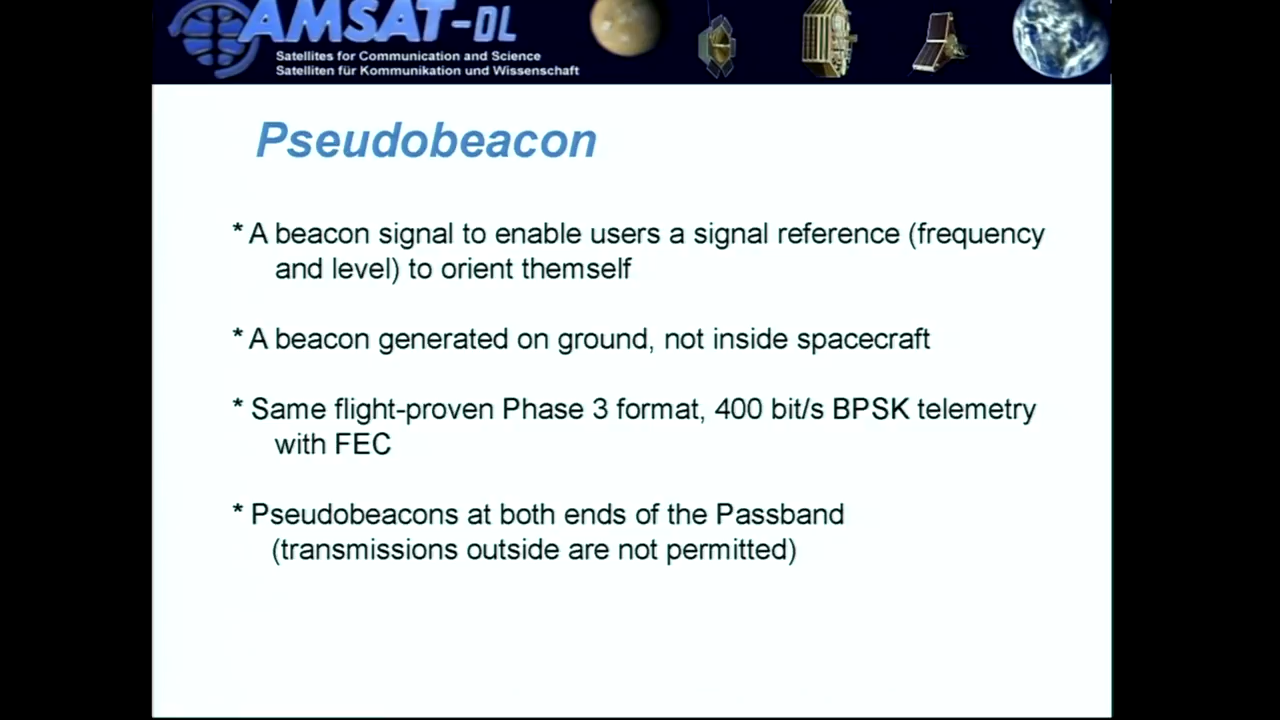 AMSAT-DL
Satellites for Communication and Science
Satelliten für Kommunikation und Wissenschaft
Pseudobeacon
* A beacon signal to enable users a signal reference (frequency
and level) to orient themself
* A beacon generated on ground, not inside spacecraft
* Same flight-proven Phase 3 format, 400 bit/s BPSK telemetry
with FEC
* Pseudobeacons at both ends of the Passband
(transmissions outside are not permitted)